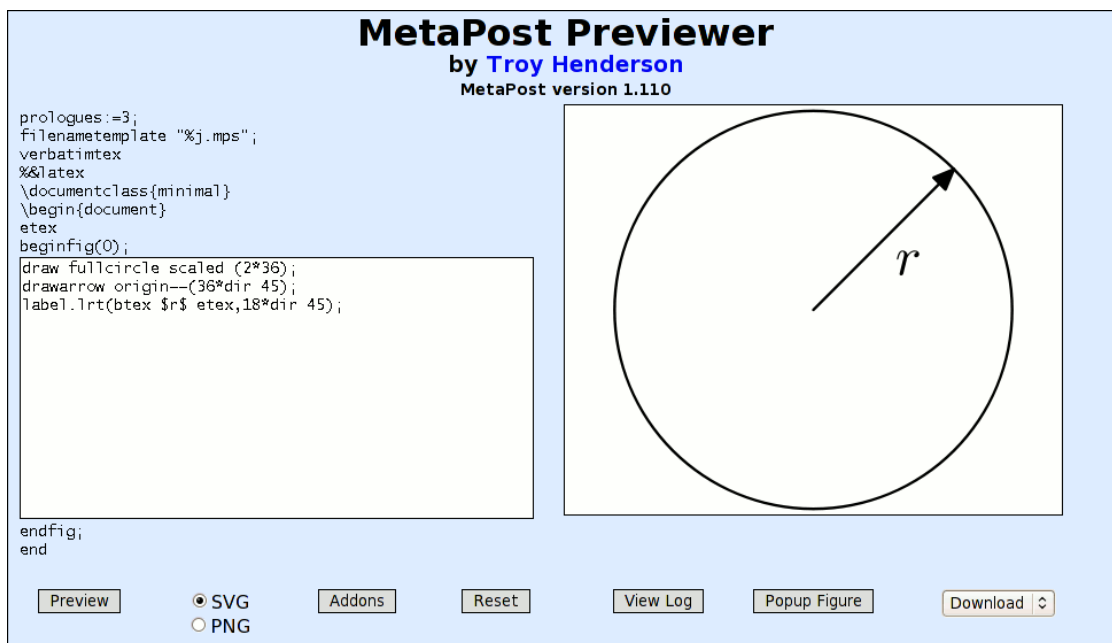 MetaPost Previewer
by Troy Henderson
MetaPost version 1.110
prologues:=3;
filenametemplate "%j.mps";
verbatimtex
%&latex
\documentclass{minimal}
\begin{document}
etex
beginfig(0);
draw fullcircle scaled (2*36);
drawarrow origin--(36*dir 45);
label.lrt(btex $r$ etex,18*dir 45);
endfig;
end
r
Preview
SVG
PNG
Addons
Reset
View Log
Popup Figure
Download